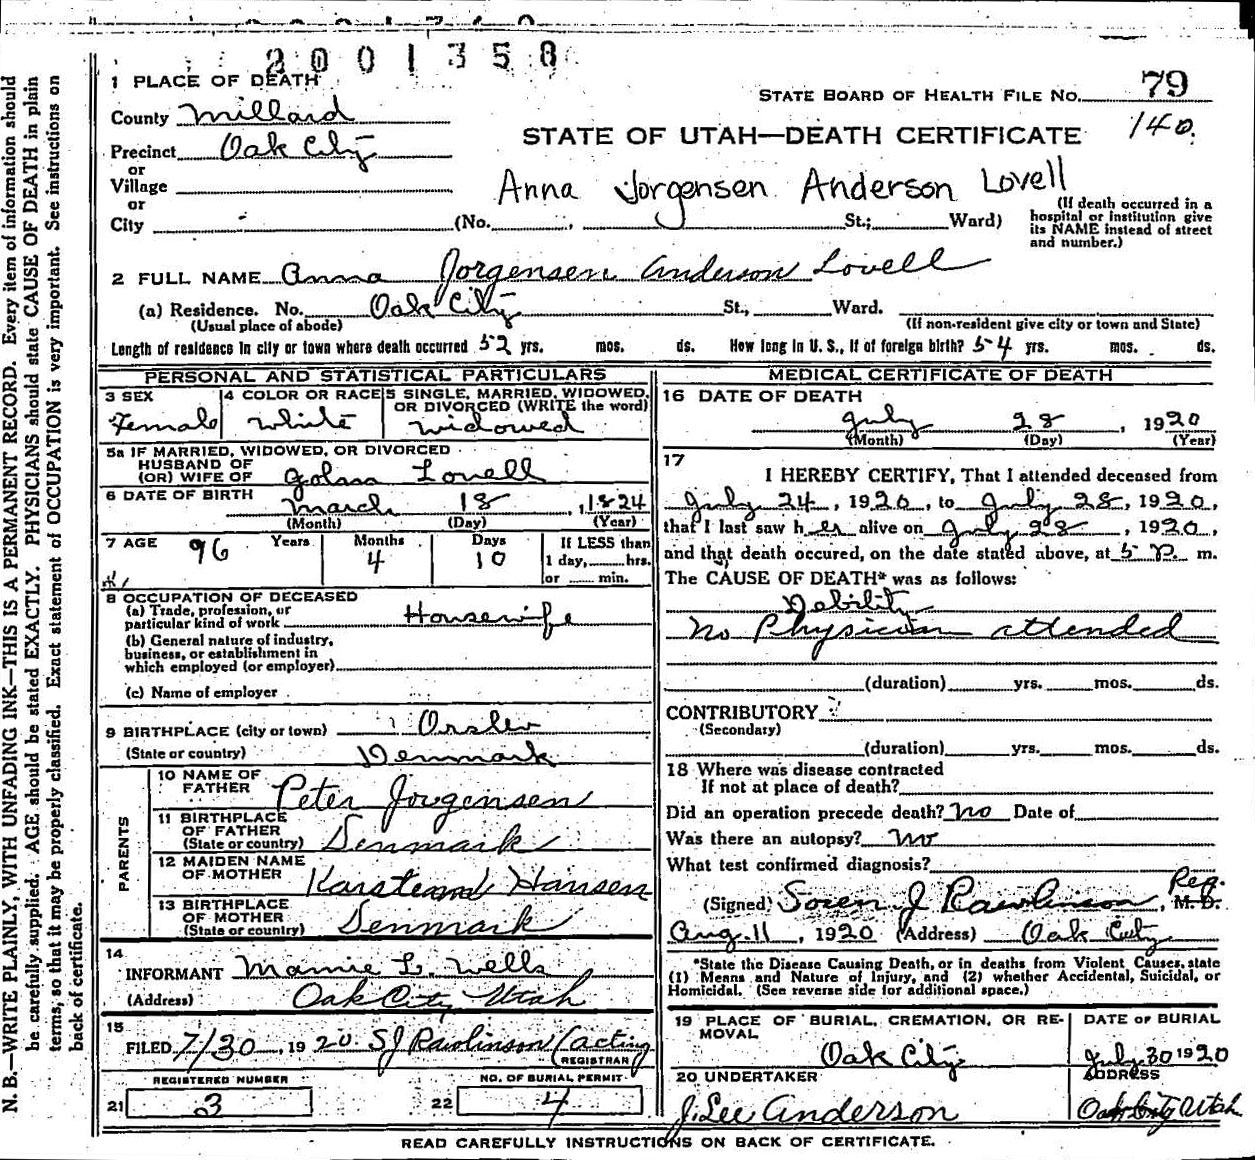 2001350
1 PLACE OF DEATH
STATE BOARD OF HEALTH FILE No. 79
County Millard
140.
STATE OF UTAH—DEATH CERTIFICATE
Precinct Oak City
or
Village
Anna Jorgensen Anderson Lovell
or
City (No. , St.; Ward)
(If death occurred in a hospital or institution give its NAME instead of street and number.)
2 FULL NAME Anna Jorgensen Anderson Lovell
(a) Residence. No. Oak City St., Ward.
(Usual place of abode) (If non-resident give city or town and State)
Length of residence in city or town where death occurred 52 yrs. mos. ds. How long in U. S., if of foreign birth? 54 yrs. mos. ds.
PERSONAL AND STATISTICAL PARTICULARS
3 SEX Female
4 COLOR OR RACE White
5 SINGLE, MARRIED, WIDOWED, OR DIVORCED (WRITE the word) Widowed
5a IF MARRIED, WIDOWED, OR DIVORCED
HUSBAND OF
(OR) WIFE OF Lovell
6 DATE OF BIRTH March 18, 1824
(Month) (Day) (Year)
7 AGE 96 Years 4 Months 10 Days
If LESS than
1 day, hrs.
or min.
8 OCCUPATION OF DECEASED
(a) Trade, profession, or
particular kind of work Housewife
(b) General nature of industry,
business, or establishment in
which employed (or employer)
(c) Name of employer
9 BIRTHPLACE (city or town) Orslev
(State or country) Denmark
PARENTS
10 NAME OF FATHER Peter Jorgensen
11 BIRTHPLACE OF FATHER
(State or country) Denmark
12 MAIDEN NAME OF MOTHER Hansen
13 BIRTHPLACE OF MOTHER
(State or country) Denmark
14
INFORMANT Mamie L. Wells
(Address) Oak City Utah
15
FILED 7/30, 1920. SJ Rawlinson (acting
REGISTRAR
REGISTERED NUMBER
21 3
NO. OF BURIAL PERMIT
22 4
MEDICAL CERTIFICATE OF DEATH
16 DATE OF DEATH
July 28, 1920
(Month) (Day) (Year)
17
I HEREBY CERTIFY, That I attended deceased from
July 24, 1920, to July 28, 1920,
that I last saw her alive on July 28, 1920,
and that death occured, on the date stated above, at 5 P. m.
The CAUSE OF DEATH* was as follows:
Debility
No Physician attended
(duration) yrs. mos. ds.
CONTRIBUTORY
(Secondary)
(duration) yrs. mos. ds.
18 Where was disease contracted
If not at place of death?
Did an operation precede death? No Date of
Was there an autopsy? No
What test confirmed diagnosis?
(Signed) Soren J Rawlinson, M. D. Reg.
Aug. 11, 1920 (Address) Oak City
*State the Disease Causing Death, or in deaths from Violent Causes, state
(1) Means and Nature of Injury, and (2) whether Accidental, Suicidal, or
Homicidal. (See reverse side for additional space.)
19 PLACE OF BURIAL, CREMATION, OR RE-
MOVAL
Oak City
DATE OF BURIAL
July 30 1920
20 UNDERTAKER
J. Lee Anderson
ADDRESS
Oak City Utah
READ CAREFULLY INSTRUCTIONS ON BACK OF CERTIFICATE.
N. B.—WRITE PLAINLY, WITH UNFADING INK—THIS IS A PERMANENT RECORD. Every item of information should
be carefully supplied. AGE should be stated EXACTLY. PHYSICIANS should state CAUSE OF DEATH in plain
terms, so that it may be properly classified. Exact statement of OCCUPATION is very important. See instructions on
back of certificate.